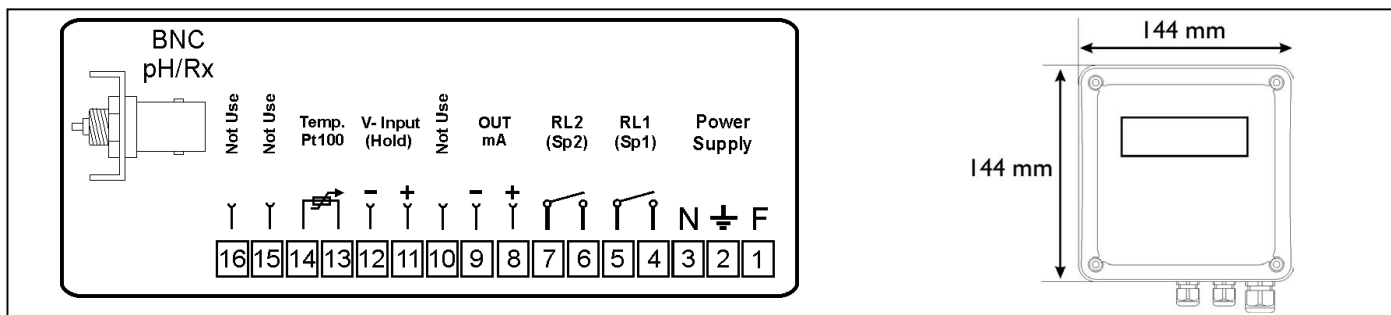 BNC
pH/Rx
Not Use
Not Use
Temp.
Pt100
V- Input
(Hold)
Not Use
OUT
mA
RL2
(Sp2)
RL1
(Sp1)
Power
Supply
- + - + N F
16 15 14 13 12 11 10 9 8 7 6 5 4 3 2 1
144 mm
144 mm